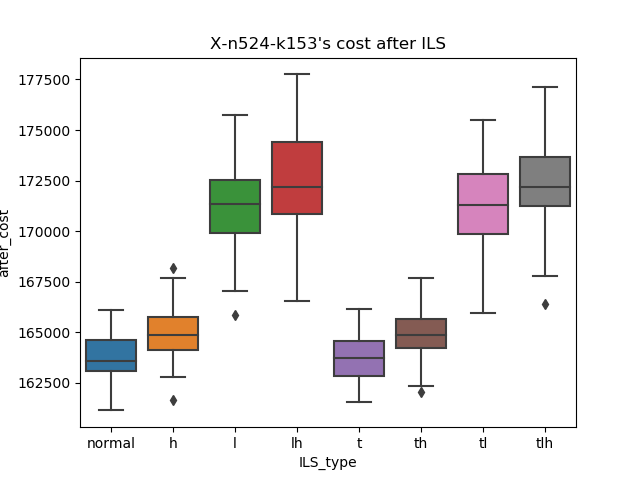 X-n524-k153's cost after ILS
177500
175000
172500
170000
167500
165000
162500
after_cost
normal h l lh t th tl tlh
ILS_type